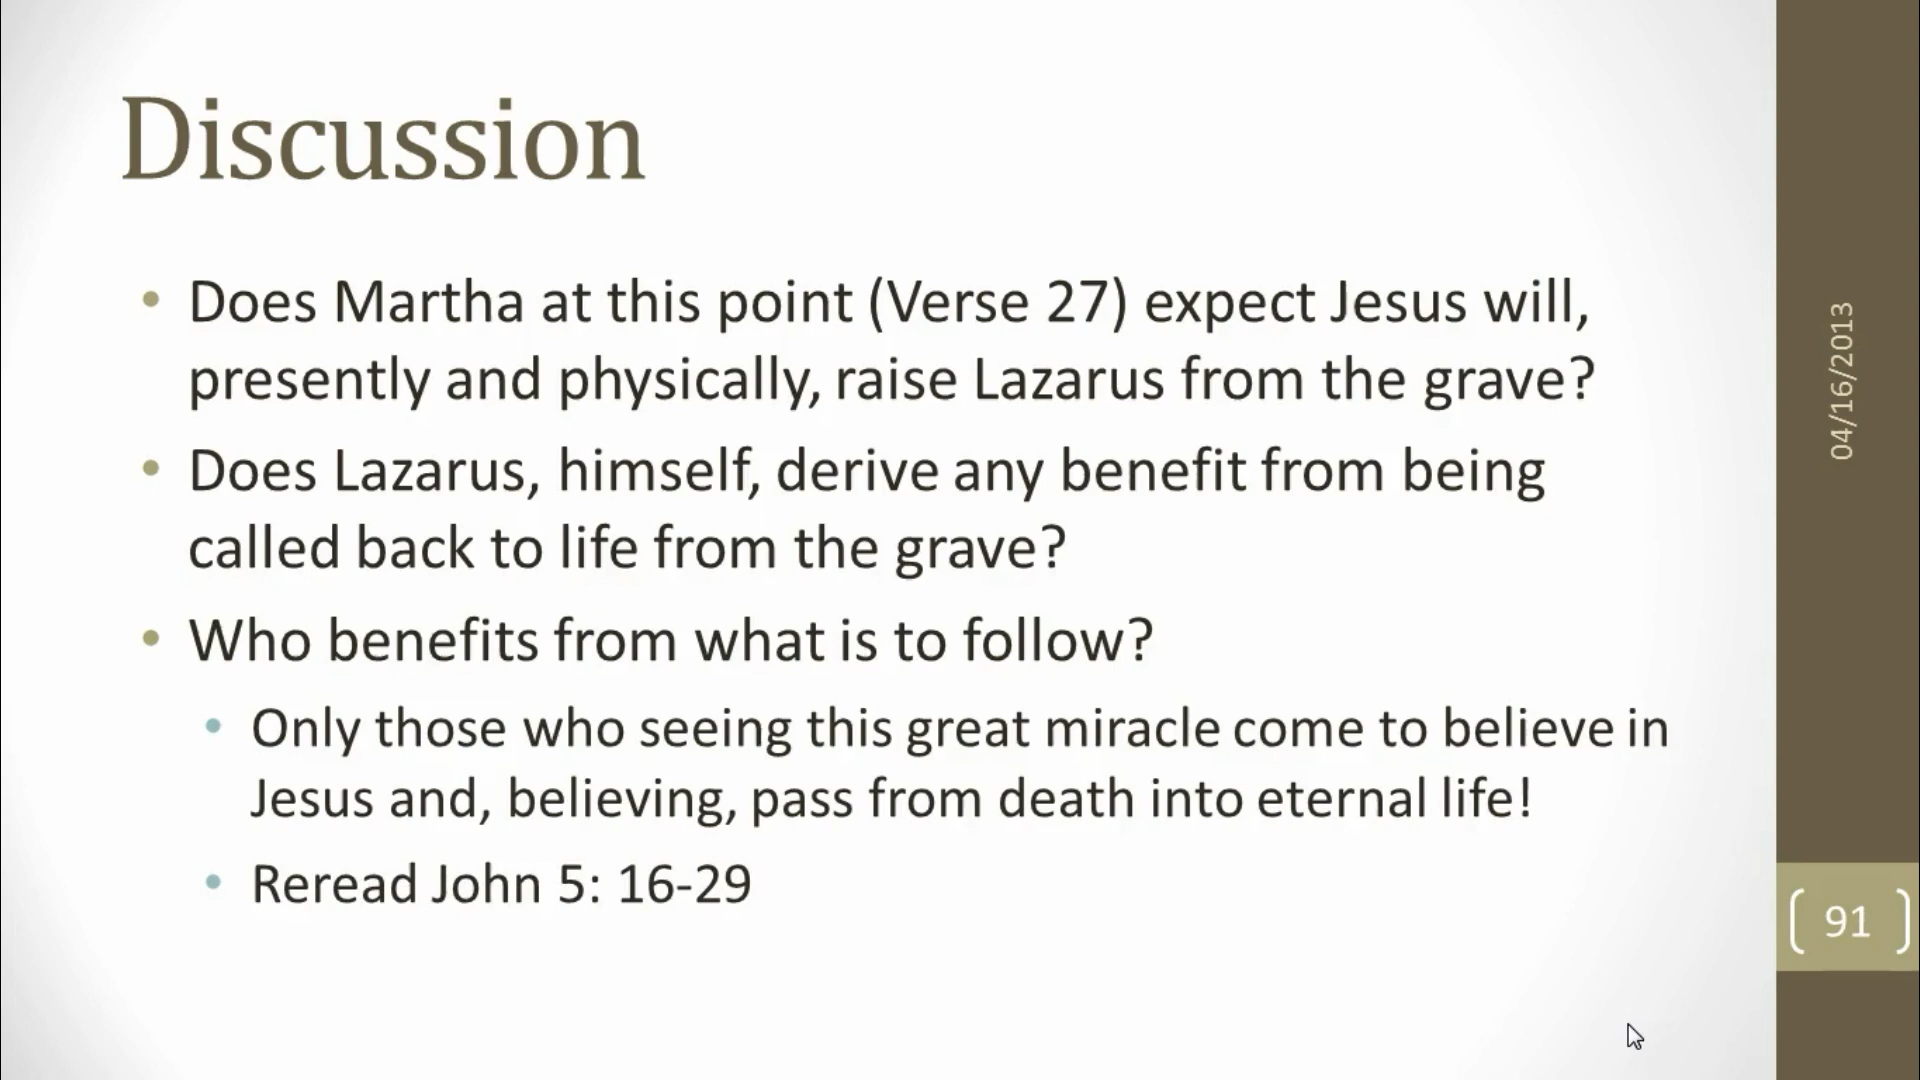 Discussion
• Does Martha at this point (Verse 27) expect Jesus will,
presently and physically, raise Lazarus from the grave?
• Does Lazarus, himself, derive any benefit from being
called back to life from the grave?
• Who benefits from what is to follow?
• Only those who seeing this great miracle come to believe in
Jesus and, believing, pass from death into eternal life!
• Reread John 5: 16-29
04/16/2013
91